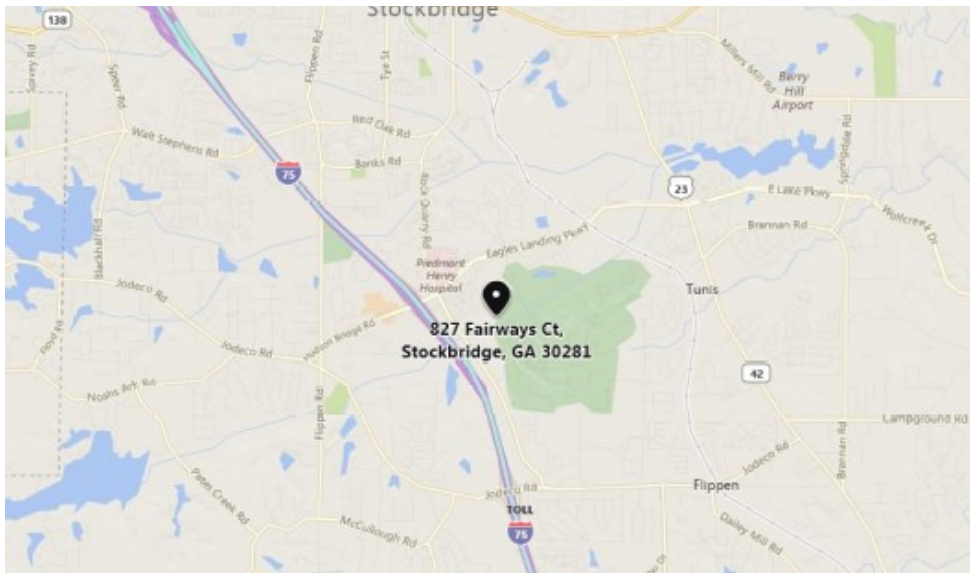 Stockbridge
138
Spivey Rd
Speer Rd
Flippen Rd
Tye St
Millers Mill Rd
Berry
Hill
Airport
Springdale Rd
Walt Stephens Rd
Red Oak Rd
Banks Rd
75
Rock Quarry Rd
23
E Lake Pkwy
Wolfcreek Dr
Brannan Rd
Eagles Landing Pkwy
Blackhall Rd
Piedmont
Henry
Hospital
Jodeco Rd
Tunis
827 Fairways Ct,
Stockbridge, GA 30281
Hudson Bridge Rd
Floyd Rd
Jodeco Rd
Noahs Ark Rd
42
Flippen Rd
Lampground Rd
Brannan Rd
Jodeco Rd
Pates Creek Rd
Jodeco Rd
Flippen
TOLL
75
McCullough Rd
Dailey Mill Rd